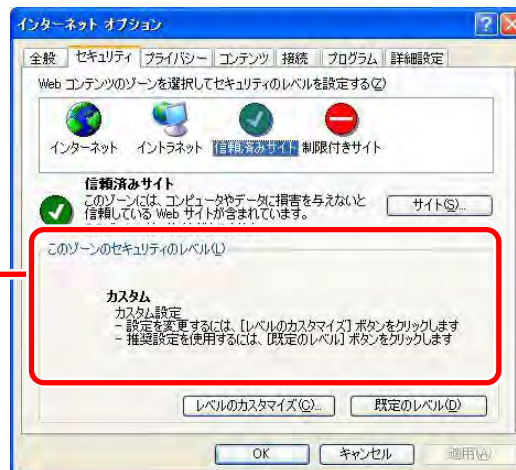 インターネット オプション
全般 セキュリティ プライバシー コンテンツ 接続 プログラム 詳細設定
Web コンテンツのゾーンを選択してセキュリティのレベルを設定する(Z)
インターネット イントラネット 信頼済みサイト 制限付きサイト
信頼済みサイト
このゾーンには、コンピュータやデータに損害を与えないと
信頼している Web サイトが含まれています。
サイト(S)...
このゾーンのセキュリティのレベル(L)
カスタム
カスタム設定
- 設定を変更するには、[レベルのカスタマイズ] ボタンをクリックします
- 推奨設定を使用するには、[既定のレベル] ボタンをクリックします
レベルのカスタマイズ(C)... 既定のレベル(D)
OK キャンセル 適用(A)